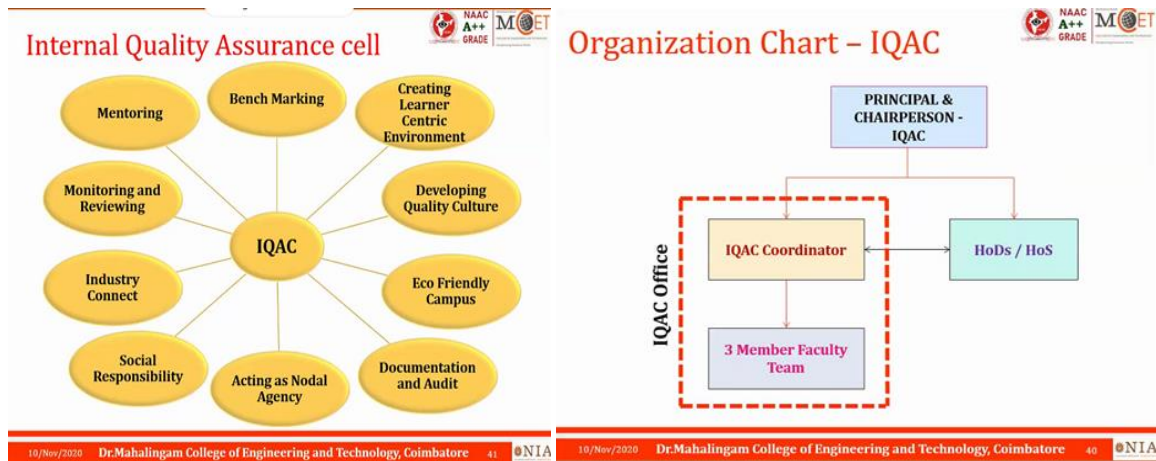 Internal Quality Assurance cell
NAAC
A++
GRADE
MCET
Mentoring
Bench Marking
Creating
Learner
Centric
Environment
Monitoring and
Reviewing
Developing
Quality Culture
IQAC
Industry
Connect
Eco Friendly
Campus
Social
Responsibility
Acting as Nodal
Agency
Documentation
and Audit
10/Nov/2020 Dr.Mahalingam College of Engineering and Technology, Coimbatore 41 NIA
Organization Chart – IQAC
NAAC
A++
GRADE
MCET
PRINCIPAL &
CHAIRPERSON -
IQAC
IQAC Office
IQAC Coordinator
HoDs / HoS
3 Member Faculty
Team
10/Nov/2020 Dr.Mahalingam College of Engineering and Technology, Coimbatore 40 NIA